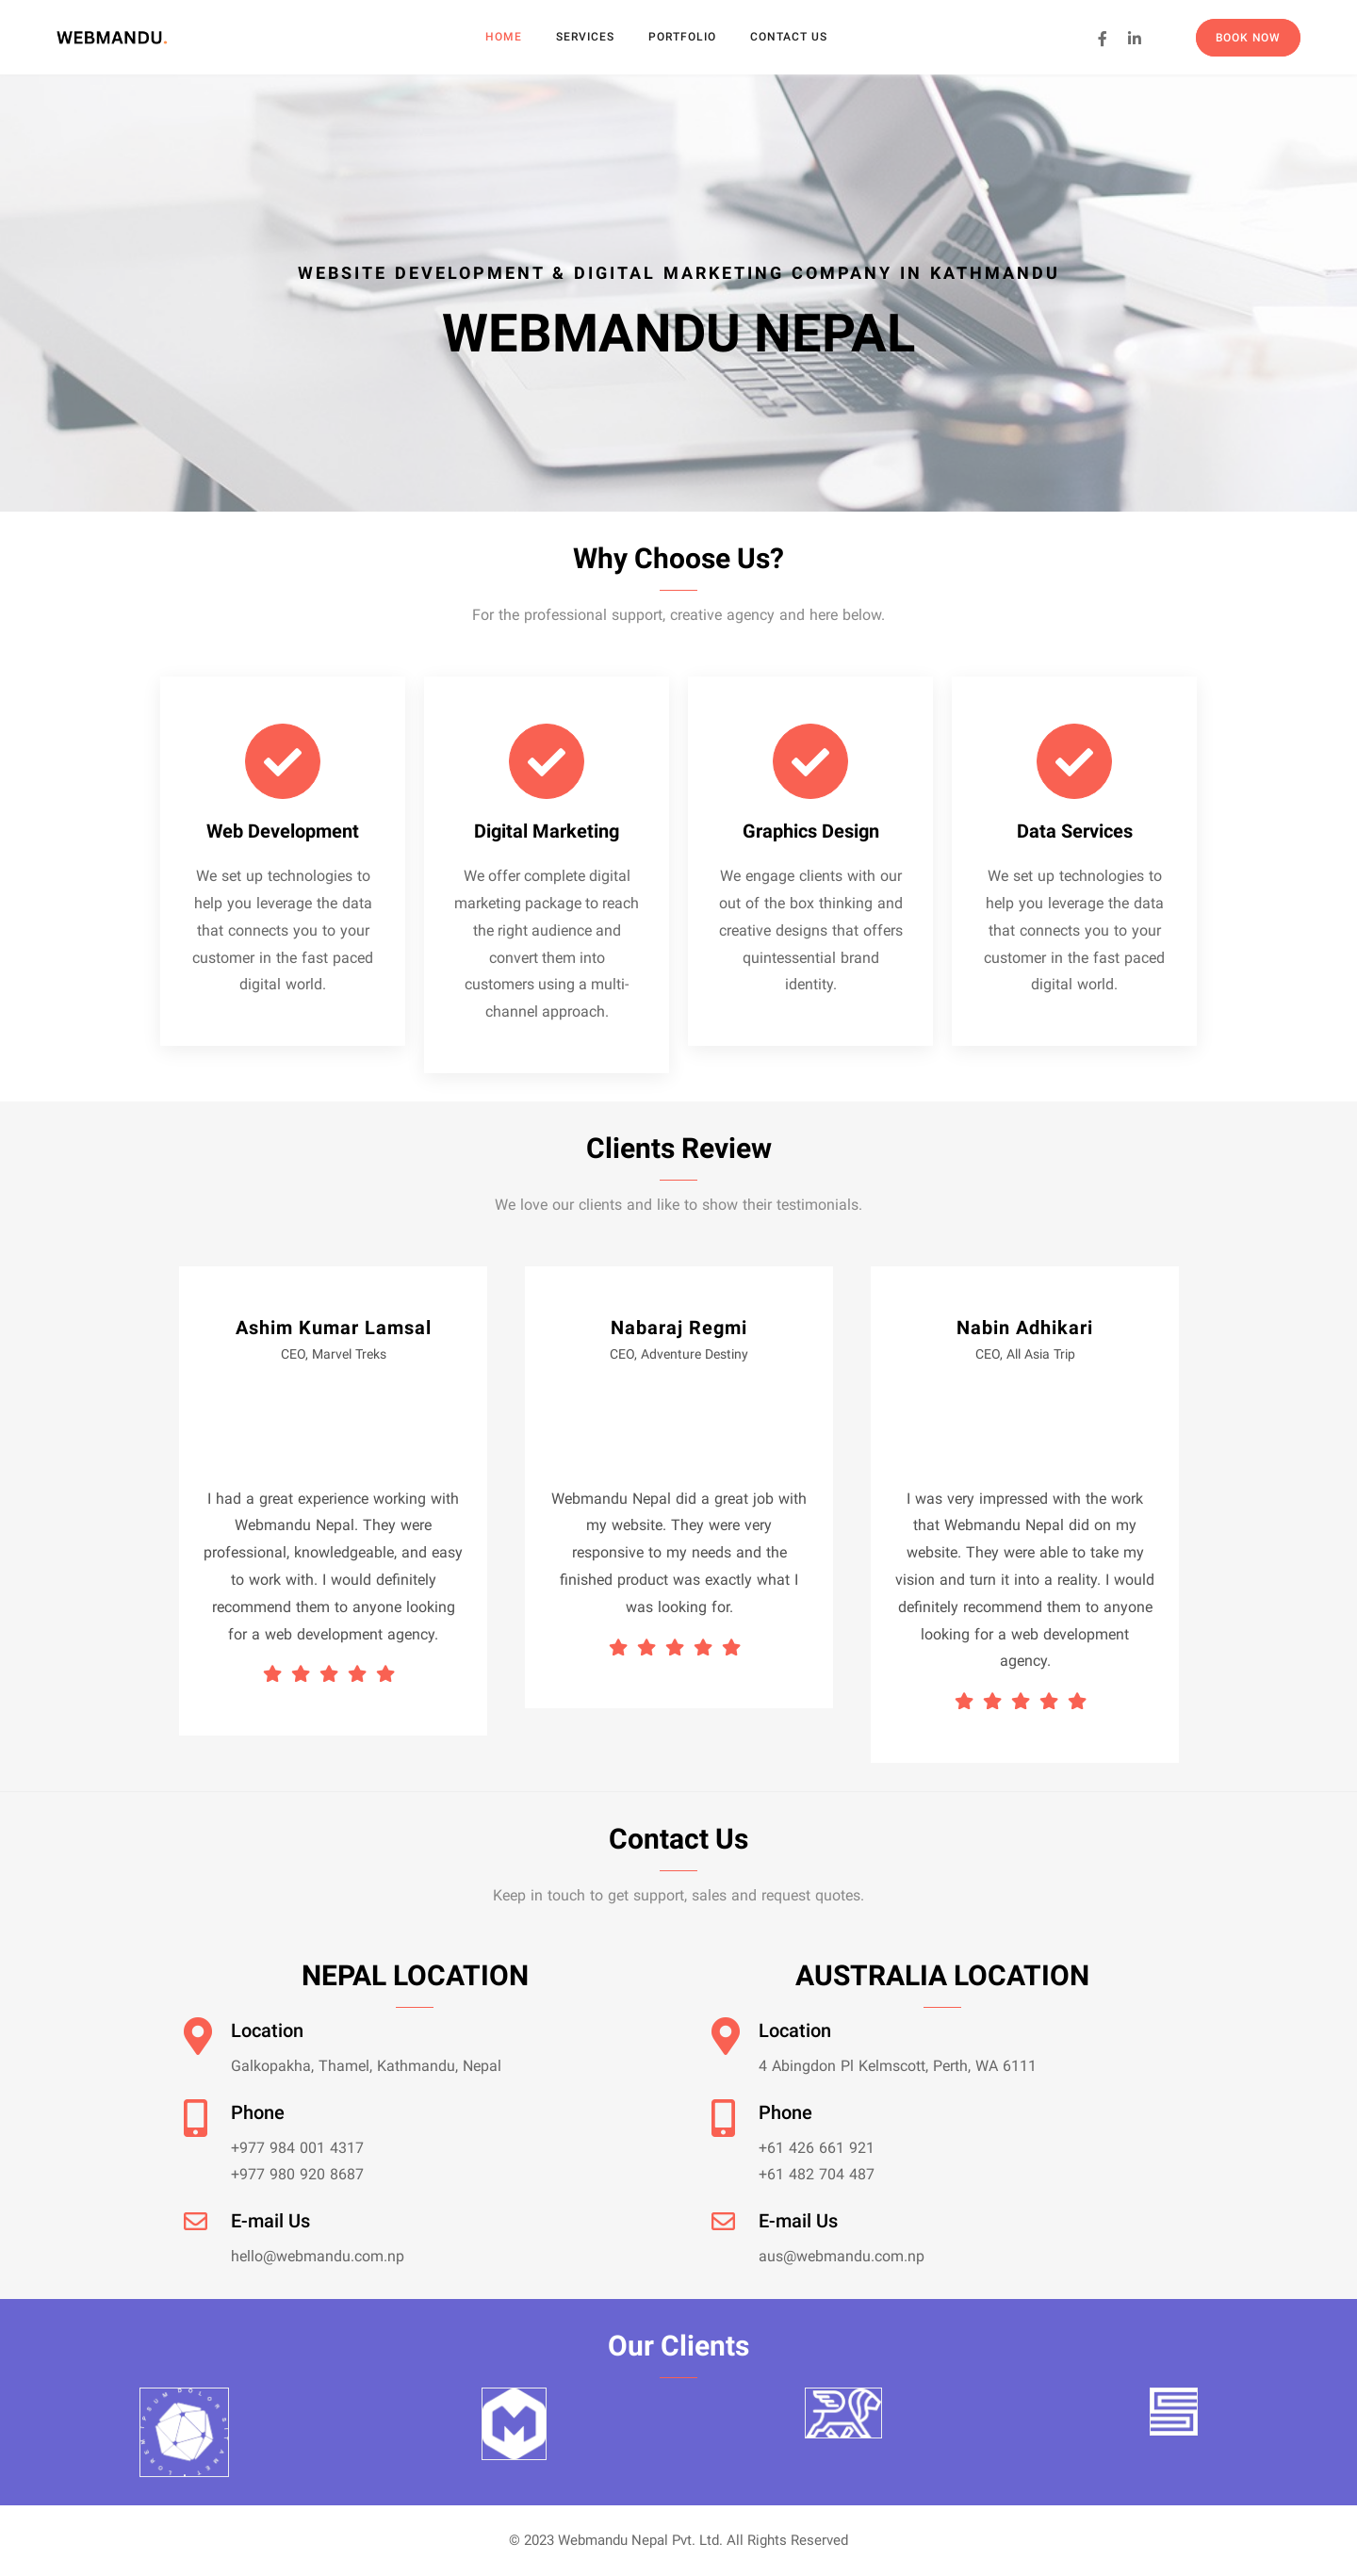 WEBMANDU.
HOME SERVICES PORTFOLIO CONTACT US
BOOK NOW
WEBSITE DEVELOPMENT & DIGITAL MARKETING COMPANY IN KATHMANDU
WEBMANDU NEPAL
Why Choose Us?
For the professional support, creative agency and here below.
Web Development
We set up technologies to
help you leverage the data
that connects you to your
customer in the fast paced
digital world.
Digital Marketing
We offer complete digital
marketing package to reach
the right audience and
convert them into
customers using a multi-
channel approach.
Graphics Design
We engage clients with our
out of the box thinking and
creative designs that offers
quintessential brand
identity.
Data Services
We set up technologies to
help you leverage the data
that connects you to your
customer in the fast paced
digital world.
Clients Review
We love our clients and like to show their testimonials.
Ashim Kumar Lamsal
CEO, Marvel Treks
I had a great experience working with
Webmandu Nepal. They were
professional, knowledgeable, and easy
to work with. I would definitely
recommend them to anyone looking
for a web development agency.
Nabaraj Regmi
CEO, Adventure Destiny
Webmandu Nepal did a great job with
my website. They were very
responsive to my needs and the
finished product was exactly what I
was looking for.
Nabin Adhikari
CEO, All Asia Trip
I was very impressed with the work
that Webmandu Nepal did on my
website. They were able to take my
vision and turn it into a reality. I would
definitely recommend them to anyone
looking for a web development
agency.
Contact Us
Keep in touch to get support, sales and request quotes.
NEPAL LOCATION
Location
Galkopakha, Thamel, Kathmandu, Nepal
Phone
+977 984 001 4317
+977 980 920 8687
E-mail Us
hello@webmandu.com.np
AUSTRALIA LOCATION
Location
4 Abingdon Pl Kelmscott, Perth, WA 6111
Phone
+61 426 661 921
+61 482 704 487
E-mail Us
aus@webmandu.com.np
Our Clients
LOREM IPSUM DOLOR SIT AMET
M
© 2023 Webmandu Nepal Pvt. Ltd. All Rights Reserved